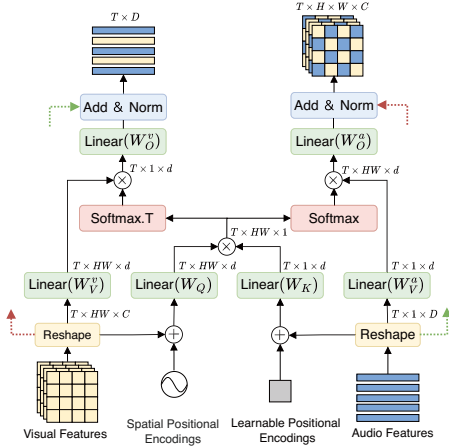 T × D
T × H × W × C
Add & Norm
Add & Norm
Linear(W_O^v)
Linear(W_O^a)
T × 1 × d
T × HW × d
Softmax.T
Softmax
T × HW × 1
T × HW × d
T × HW × d
T × 1 × d
T × 1 × d
Linear(W_V^v)
Linear(W_Q)
Linear(W_K)
Linear(W_V^a)
T × HW × C
T × 1 × D
Reshape
Reshape
Visual Features
Spatial Positional
Encodings
Learnable Positional
Encodings
Audio Features